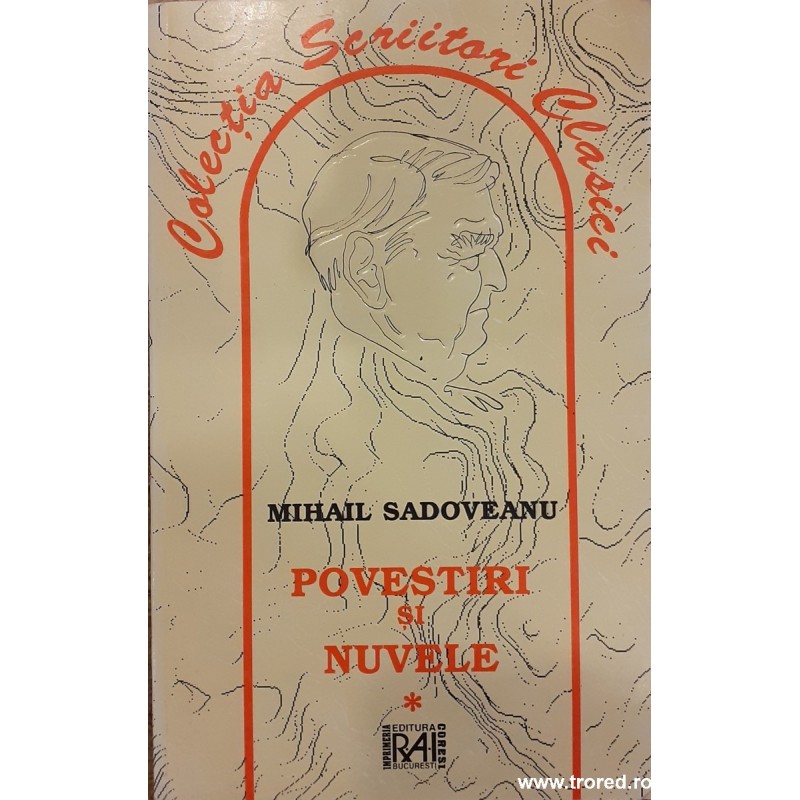 Colecția Scriitori Clasici
MIHAIL SADOVEANU
POVESTIRI
ȘI
NUVELE
*
IMPRIMERIA
EDITURA
RAI
BUCUREȘTI
CORESI
www.trored.ro